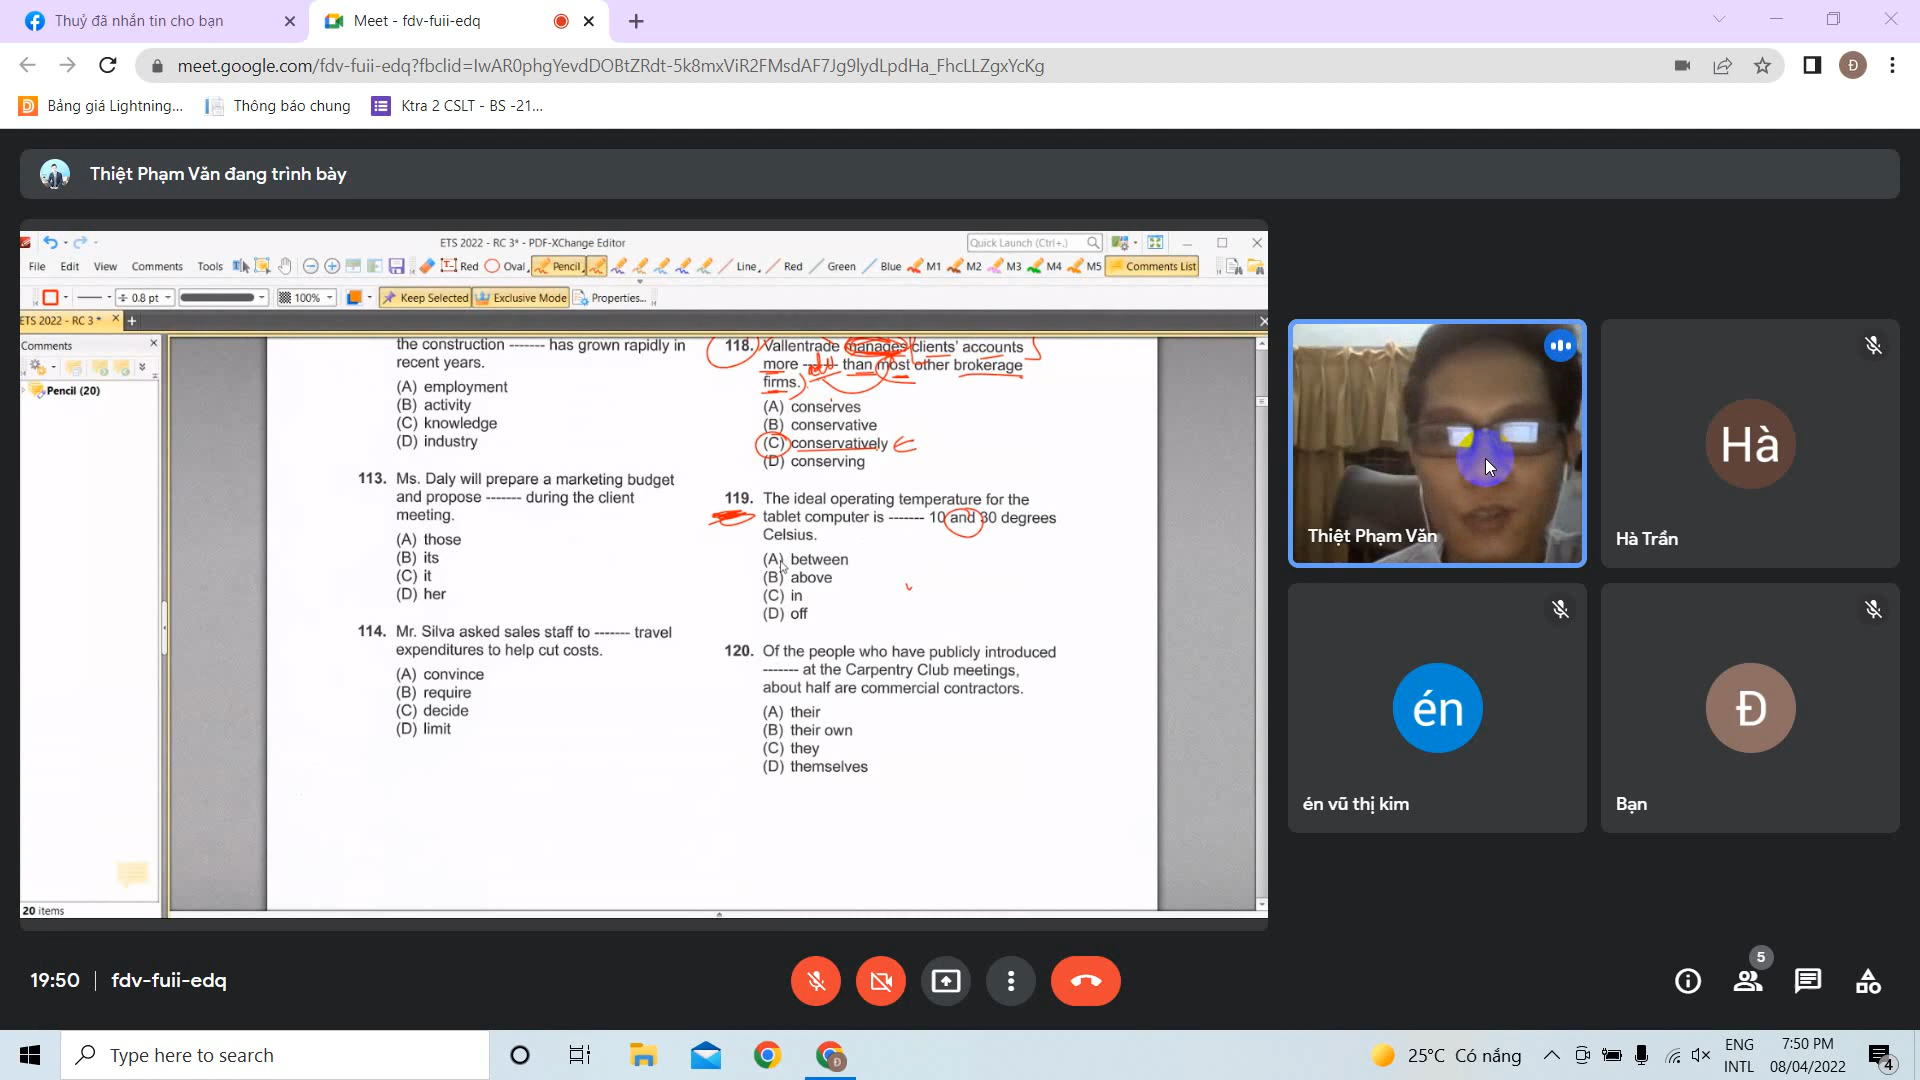 Thuỷ đã nhắn tin cho bạn
Meet - fdv-fuii-edq
meet.google.com/fdv-fuii-edq?fbclid=IwAR0phgYevdDOBtZRdt-5k8mxViR2FMsdAF7Jg9lydLpdHa_FhcLLZgxYcKg
Đ
Bảng giá Lightning...
Thông báo chung
Ktra 2 CSLT - BS -21...
Thiệt Phạm Văn đang trình bày
ETS 2022 - RC 3* - PDF-XChange Editor
Quick Launch (Ctrl+.)
File Edit View Comments Tools
Red Oval Pencil Line Red Green Blue M1 M2 M3 M4 M5 Comments List
0.8 pt 100% Keep Selected Exclusive Mode Properties...
ETS 2022 - RC 3 *
Comments
Pencil (20)
20 items
the construction ------- has grown rapidly in
recent years.
(A) employment
(B) activity
(C) knowledge
(D) industry
113. Ms. Daly will prepare a marketing budget
and propose ------- during the client
meeting.
(A) those
(B) its
(C) it
(D) her
114. Mr. Silva asked sales staff to ------- travel
expenditures to help cut costs.
(A) convince
(B) require
(C) decide
(D) limit
118. Vallentrade manages clients' accounts
more ------- than most other brokerage
firms.
(A) conserves
(B) conservative
(C) conservatively
(D) conserving
119. The ideal operating temperature for the
tablet computer is ------- 10 and 30 degrees
Celsius.
(A) between
(B) above
(C) in
(D) off
120. Of the people who have publicly introduced
------- at the Carpentry Club meetings,
about half are commercial contractors.
(A) their
(B) their own
(C) they
(D) themselves
Thiệt Phạm Văn
Hà
Hà Trần
én
én vũ thị kim
Đ
Bạn
19:50 | fdv-fuii-edq
5
Type here to search
Đ
25°C Có nắng
ENG
INTL
7:50 PM
08/04/2022
4